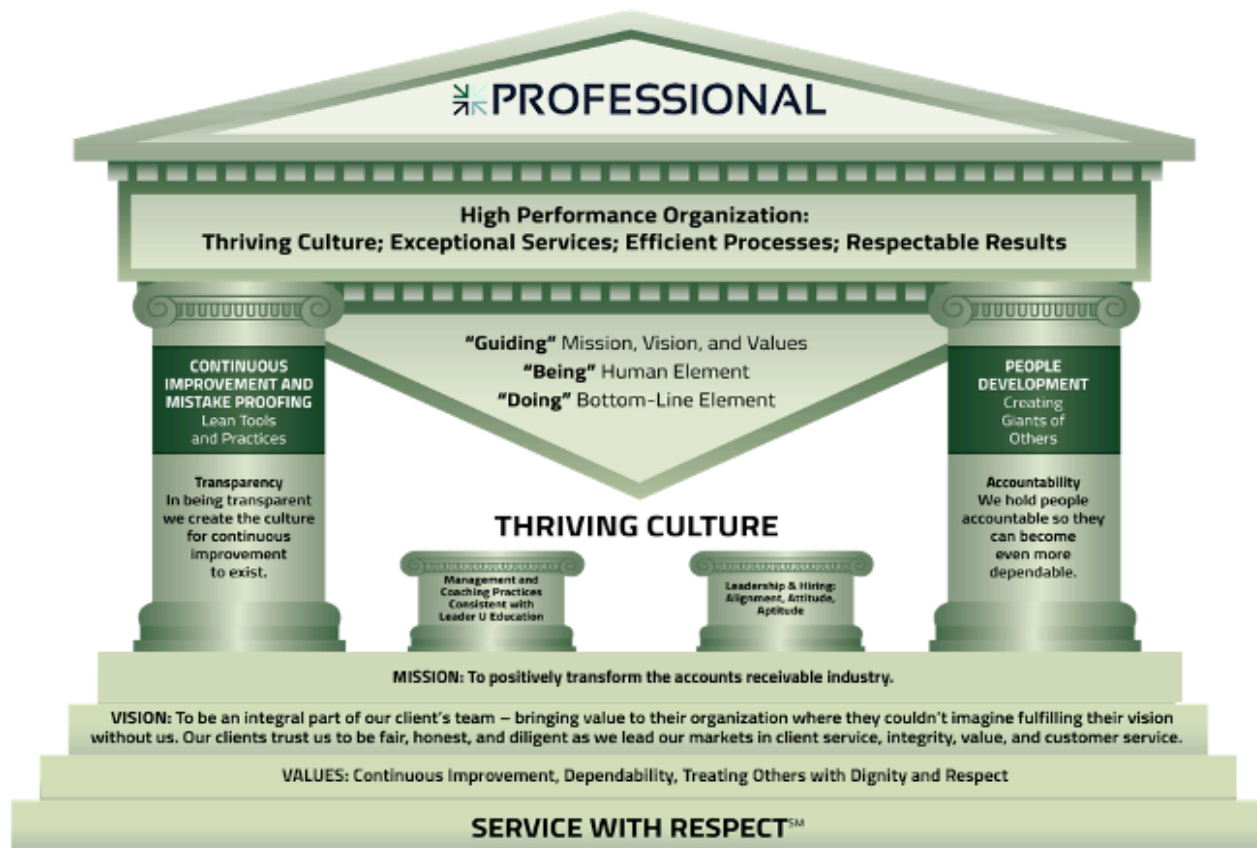 PROFESSIONAL
High Performance Organization:
Thriving Culture; Exceptional Services; Efficient Processes; Respectable Results
"Guiding" Mission, Vision, and Values
"Being" Human Element
"Doing" Bottom-Line Element
CONTINUOUS
IMPROVEMENT AND
MISTAKE PROOFING
Lean Tools
and Practices
Transparency
In being transparent
we create the culture
for continuous
improvement
to exist.
PEOPLE
DEVELOPMENT
Creating
Giants of
Others
Accountability
We hold people
accountable so they
can become
even more
dependable.
THRIVING CULTURE
Management and
Coaching Practices
Consistent with
Leader U Education
Leadership & Hiring:
Alignment, Attitude,
Aptitude
MISSION: To positively transform the accounts receivable industry.
VISION: To be an integral part of our client's team – bringing value to their organization where they couldn't imagine fulfilling their vision
without us. Our clients trust us to be fair, honest, and diligent as we lead our markets in client service, integrity, value, and customer service.
VALUES: Continuous Improvement, Dependability, Treating Others with Dignity and Respect
SERVICE WITH RESPECT℠